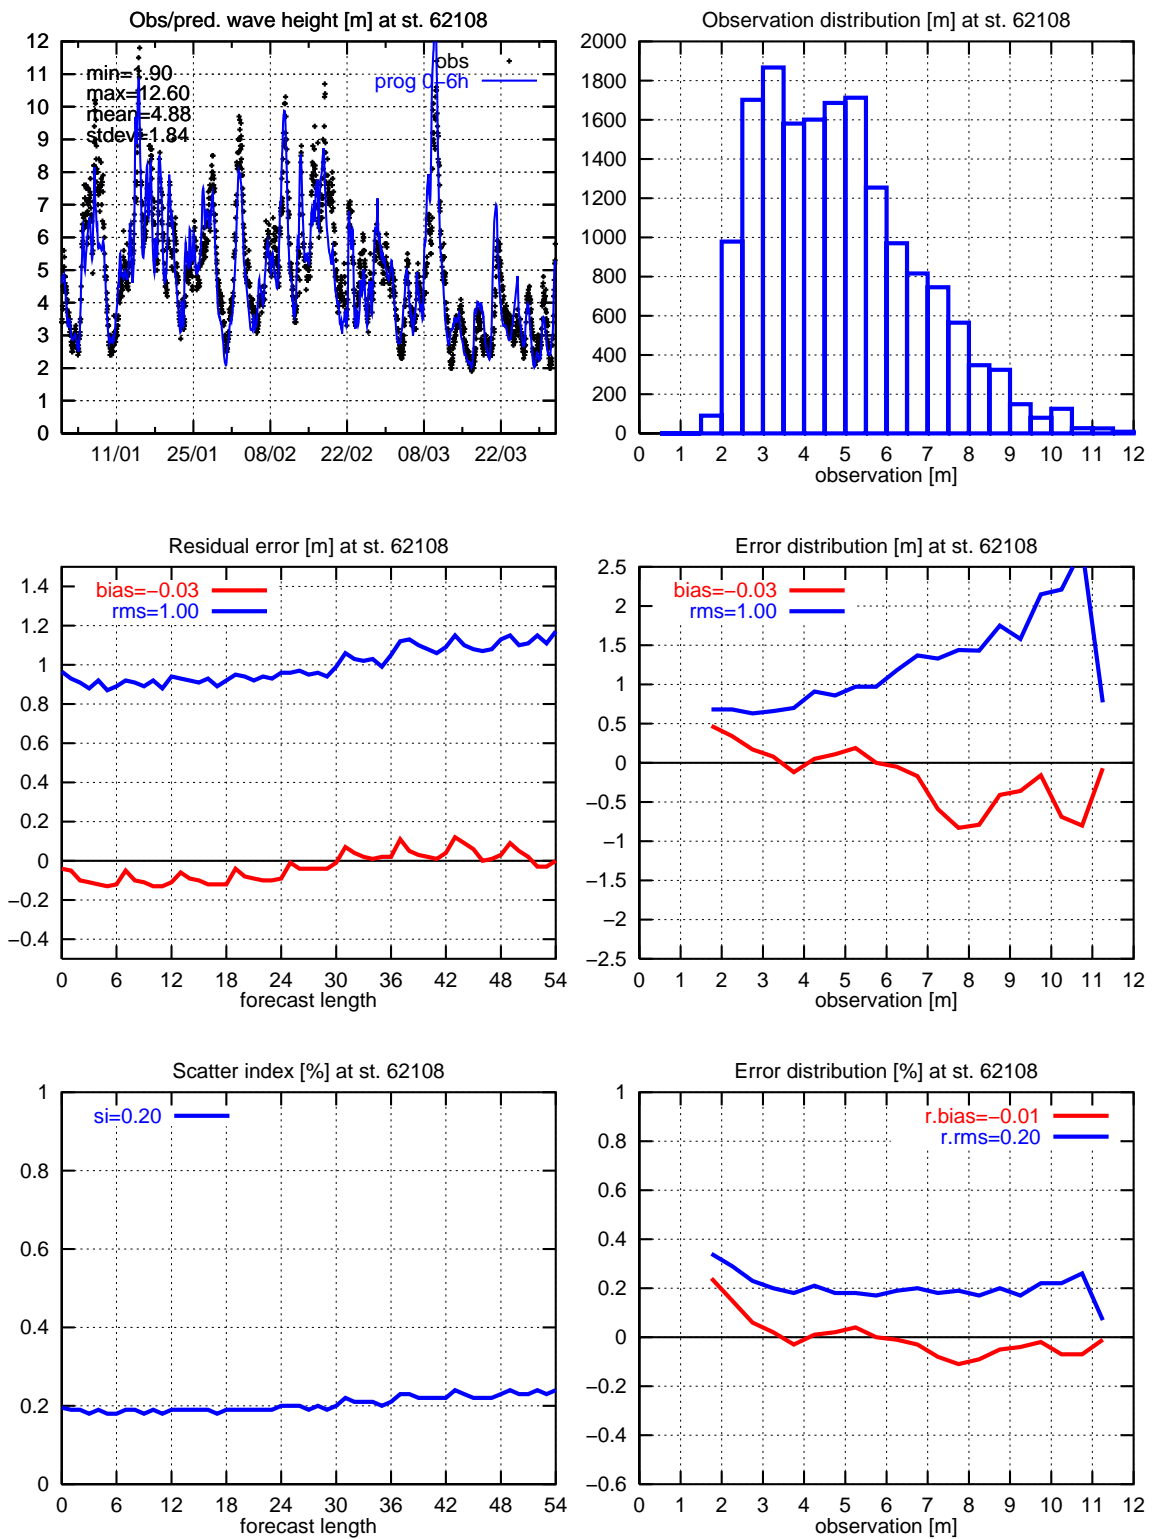 Obs/pred. wave height [m] at st. 62108
12
11
10
9
8
7
6
5
4
3
2
1
0
min=1.90
max=12.60
mean=4.88
stdev=1.84
obs
prog 0-6h
11/01 25/01 08/02 22/02 08/03 22/03
Observation distribution [m] at st. 62108
2000
1800
1600
1400
1200
1000
800
600
400
200
0
0 1 2 3 4 5 6 7 8 9 10 11 12
observation [m]
Residual error [m] at st. 62108
1.4
1.2
1
0.8
0.6
0.4
0.2
0
−0.2
−0.4
bias=−0.03
rms=1.00
0 6 12 18 24 30 36 42 48 54
forecast length
Error distribution [m] at st. 62108
2.5
2
1.5
1
0.5
0
−0.5
−1
−1.5
−2
−2.5
bias=−0.03
rms=1.00
0 1 2 3 4 5 6 7 8 9 10 11 12
observation [m]
Scatter index [%] at st. 62108
1
0.8
0.6
0.4
0.2
0
si=0.20
0 6 12 18 24 30 36 42 48 54
forecast length
Error distribution [%] at st. 62108
1
0.8
0.6
0.4
0.2
0
−0.2
−0.4
−0.6
r.bias=−0.01
r.rms=0.20
0 1 2 3 4 5 6 7 8 9 10 11 12
observation [m]